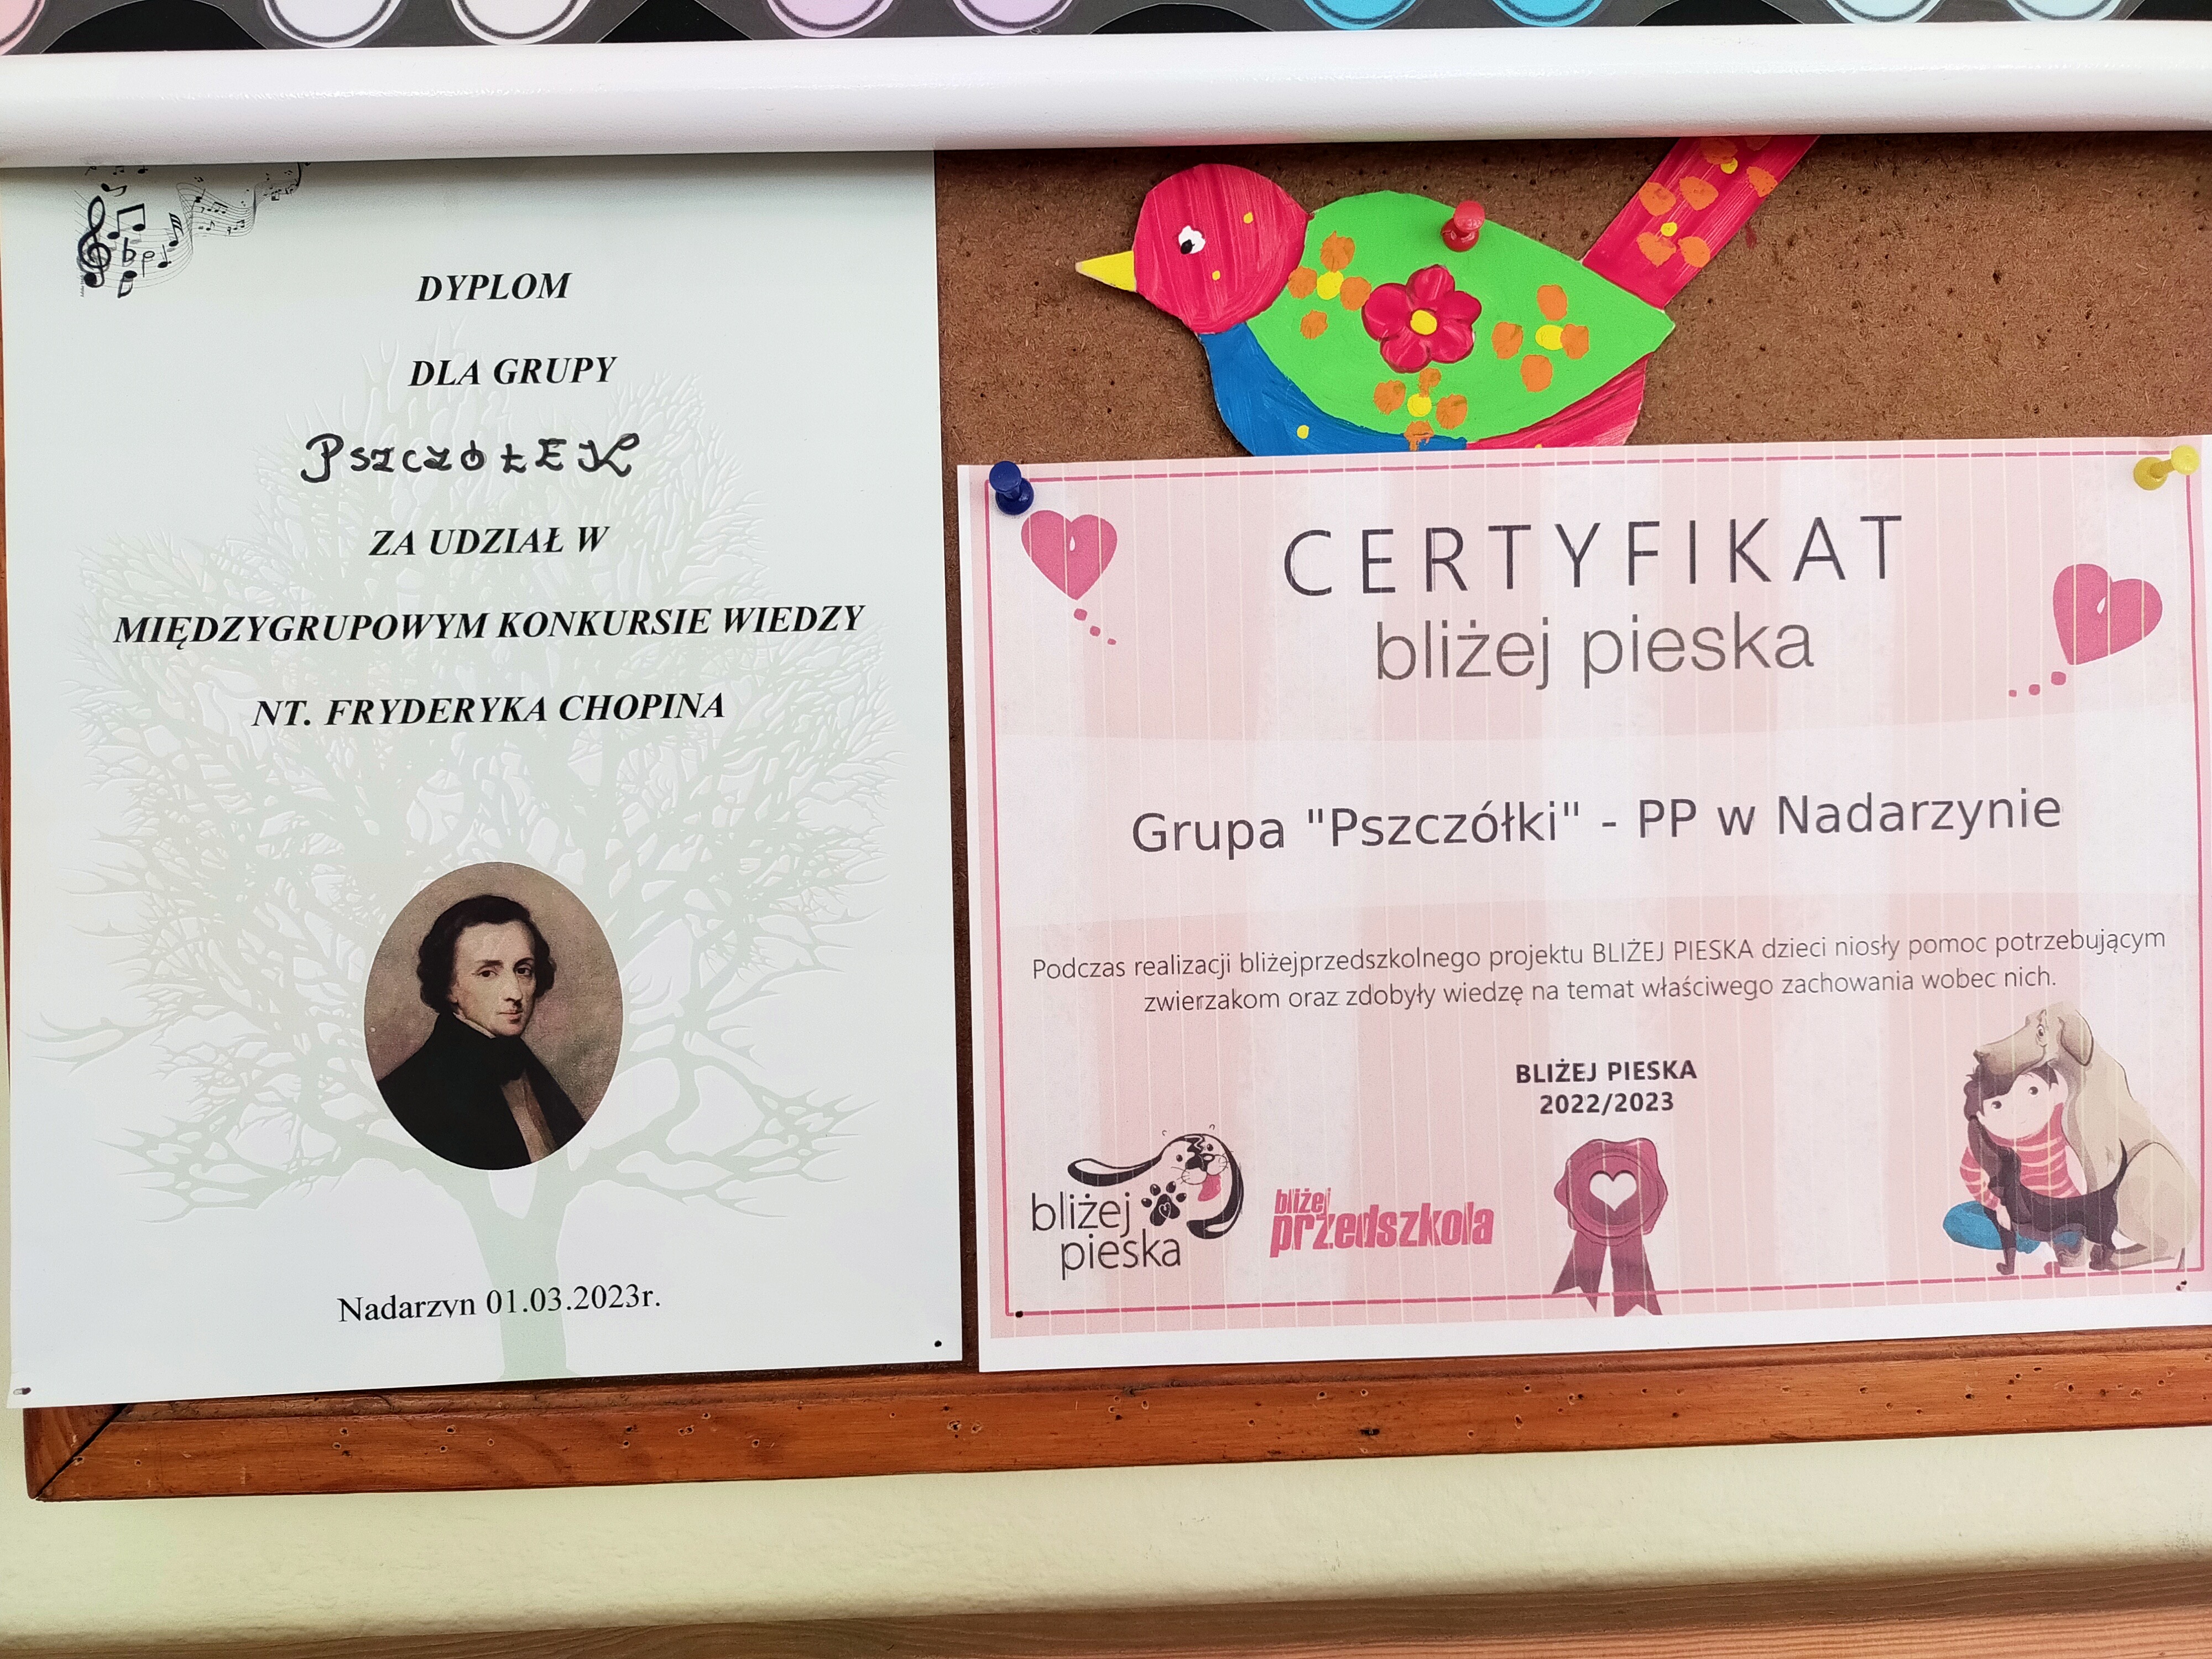 DYPLOM
DLA GRUPY
PSZCZÓŁEK
ZA UDZIAŁ W
MIĘDZYGRUPOWYM KONKURSIE WIEDZY
NT. FRYDERYKA CHOPINA
Nadarzyn 01.03.2023r.
CERTYFIKAT
bliżej pieska
Grupa "Pszczółki" - PP w Nadarzynie
Podczas realizacji bliżejprzedszkolnego projektu BLIŻEJ PIESKA dzieci niosły pomoc potrzebującym
zwierzakom oraz zdobyły wiedzę na temat właściwego zachowania wobec nich.
BLIŻEJ PIESKA
2022/2023
bliżej
pieska
bliżej
przedszkola